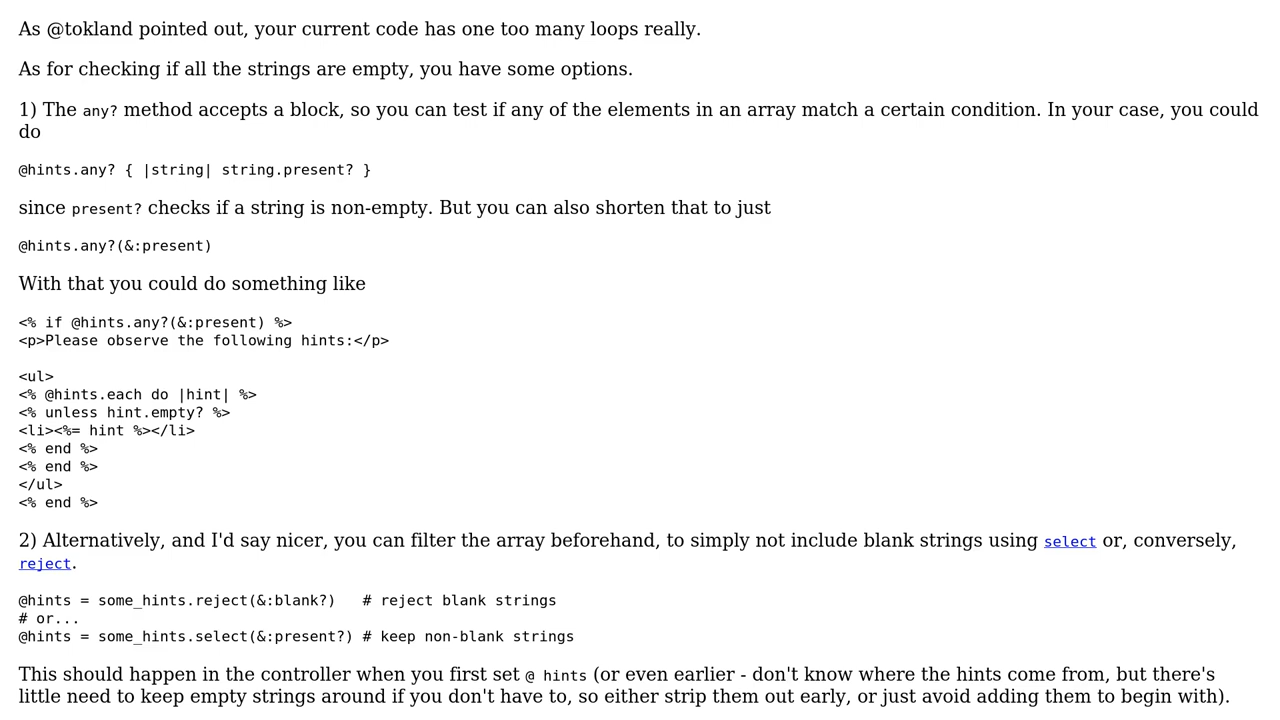 As @tokland pointed out, your current code has one too many loops really.
As for checking if all the strings are empty, you have some options.
1) The any? method accepts a block, so you can test if any of the elements in an array match a certain condition. In your case, you could
do
@hints.any? { |string| string.present? }
since present? checks if a string is non-empty. But you can also shorten that to just
@hints.any?(&:present)
With that you could do something like
<% if @hints.any?(&:present) %>
<p>Please observe the following hints:</p>
<ul>
<% @hints.each do |hint| %>
<% unless hint.empty? %>
<li><%= hint %></li>
<% end %>
<% end %>
</ul>
<% end %>
2) Alternatively, and I'd say nicer, you can filter the array beforehand, to simply not include blank strings using select or, conversely,
reject.
@hints = some_hints.reject(&:blank?)   # reject blank strings
# or...
@hints = some_hints.select(&:present?) # keep non-blank strings
This should happen in the controller when you first set @ hints (or even earlier - don't know where the hints come from, but there's
little need to keep empty strings around if you don't have to, so either strip them out early, or just avoid adding them to begin with).